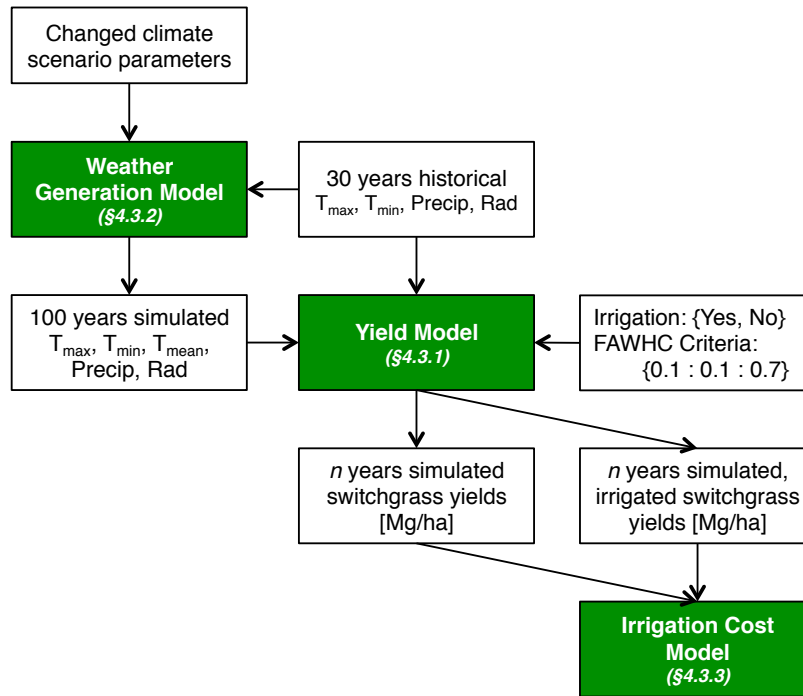 Changed climate
scenario parameters
Weather
Generation Model
(§4.3.2)
30 years historical
Tmax, Tmin, Precip, Rad
100 years simulated
Tmax, Tmin, Tmean,
Precip, Rad
Yield Model
(§4.3.1)
Irrigation: {Yes, No}
FAWHC Criteria:
{0.1 : 0.1 : 0.7}
n years simulated
switchgrass yields
[Mg/ha]
n years simulated,
irrigated switchgrass
yields [Mg/ha]
Irrigation Cost
Model
(§4.3.3)